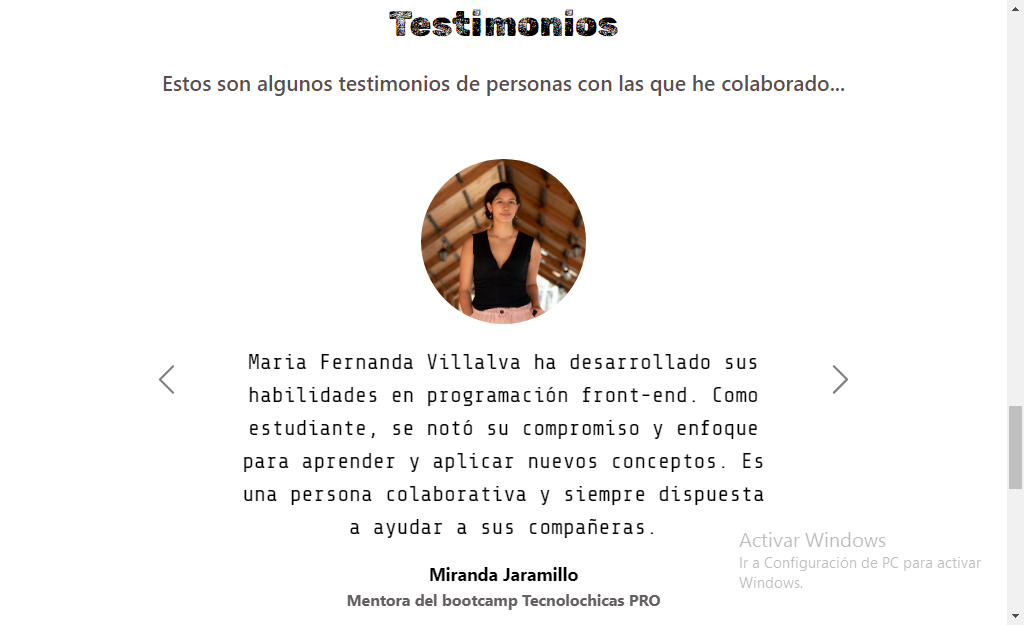 Testimonios
Estos son algunos testimonios de personas con las que he colaborado...
Maria Fernanda Villalva ha desarrollado sus
habilidades en programación front-end. Como
estudiante, se notó su compromiso y enfoque
para aprender y aplicar nuevos conceptos. Es
una persona colaborativa y siempre dispuesta
a ayudar a sus compañeras.
Miranda Jaramillo
Mentora del bootcamp Tecnolochicas PRO
Activar Windows
Ir a Configuración de PC para activar
Windows.